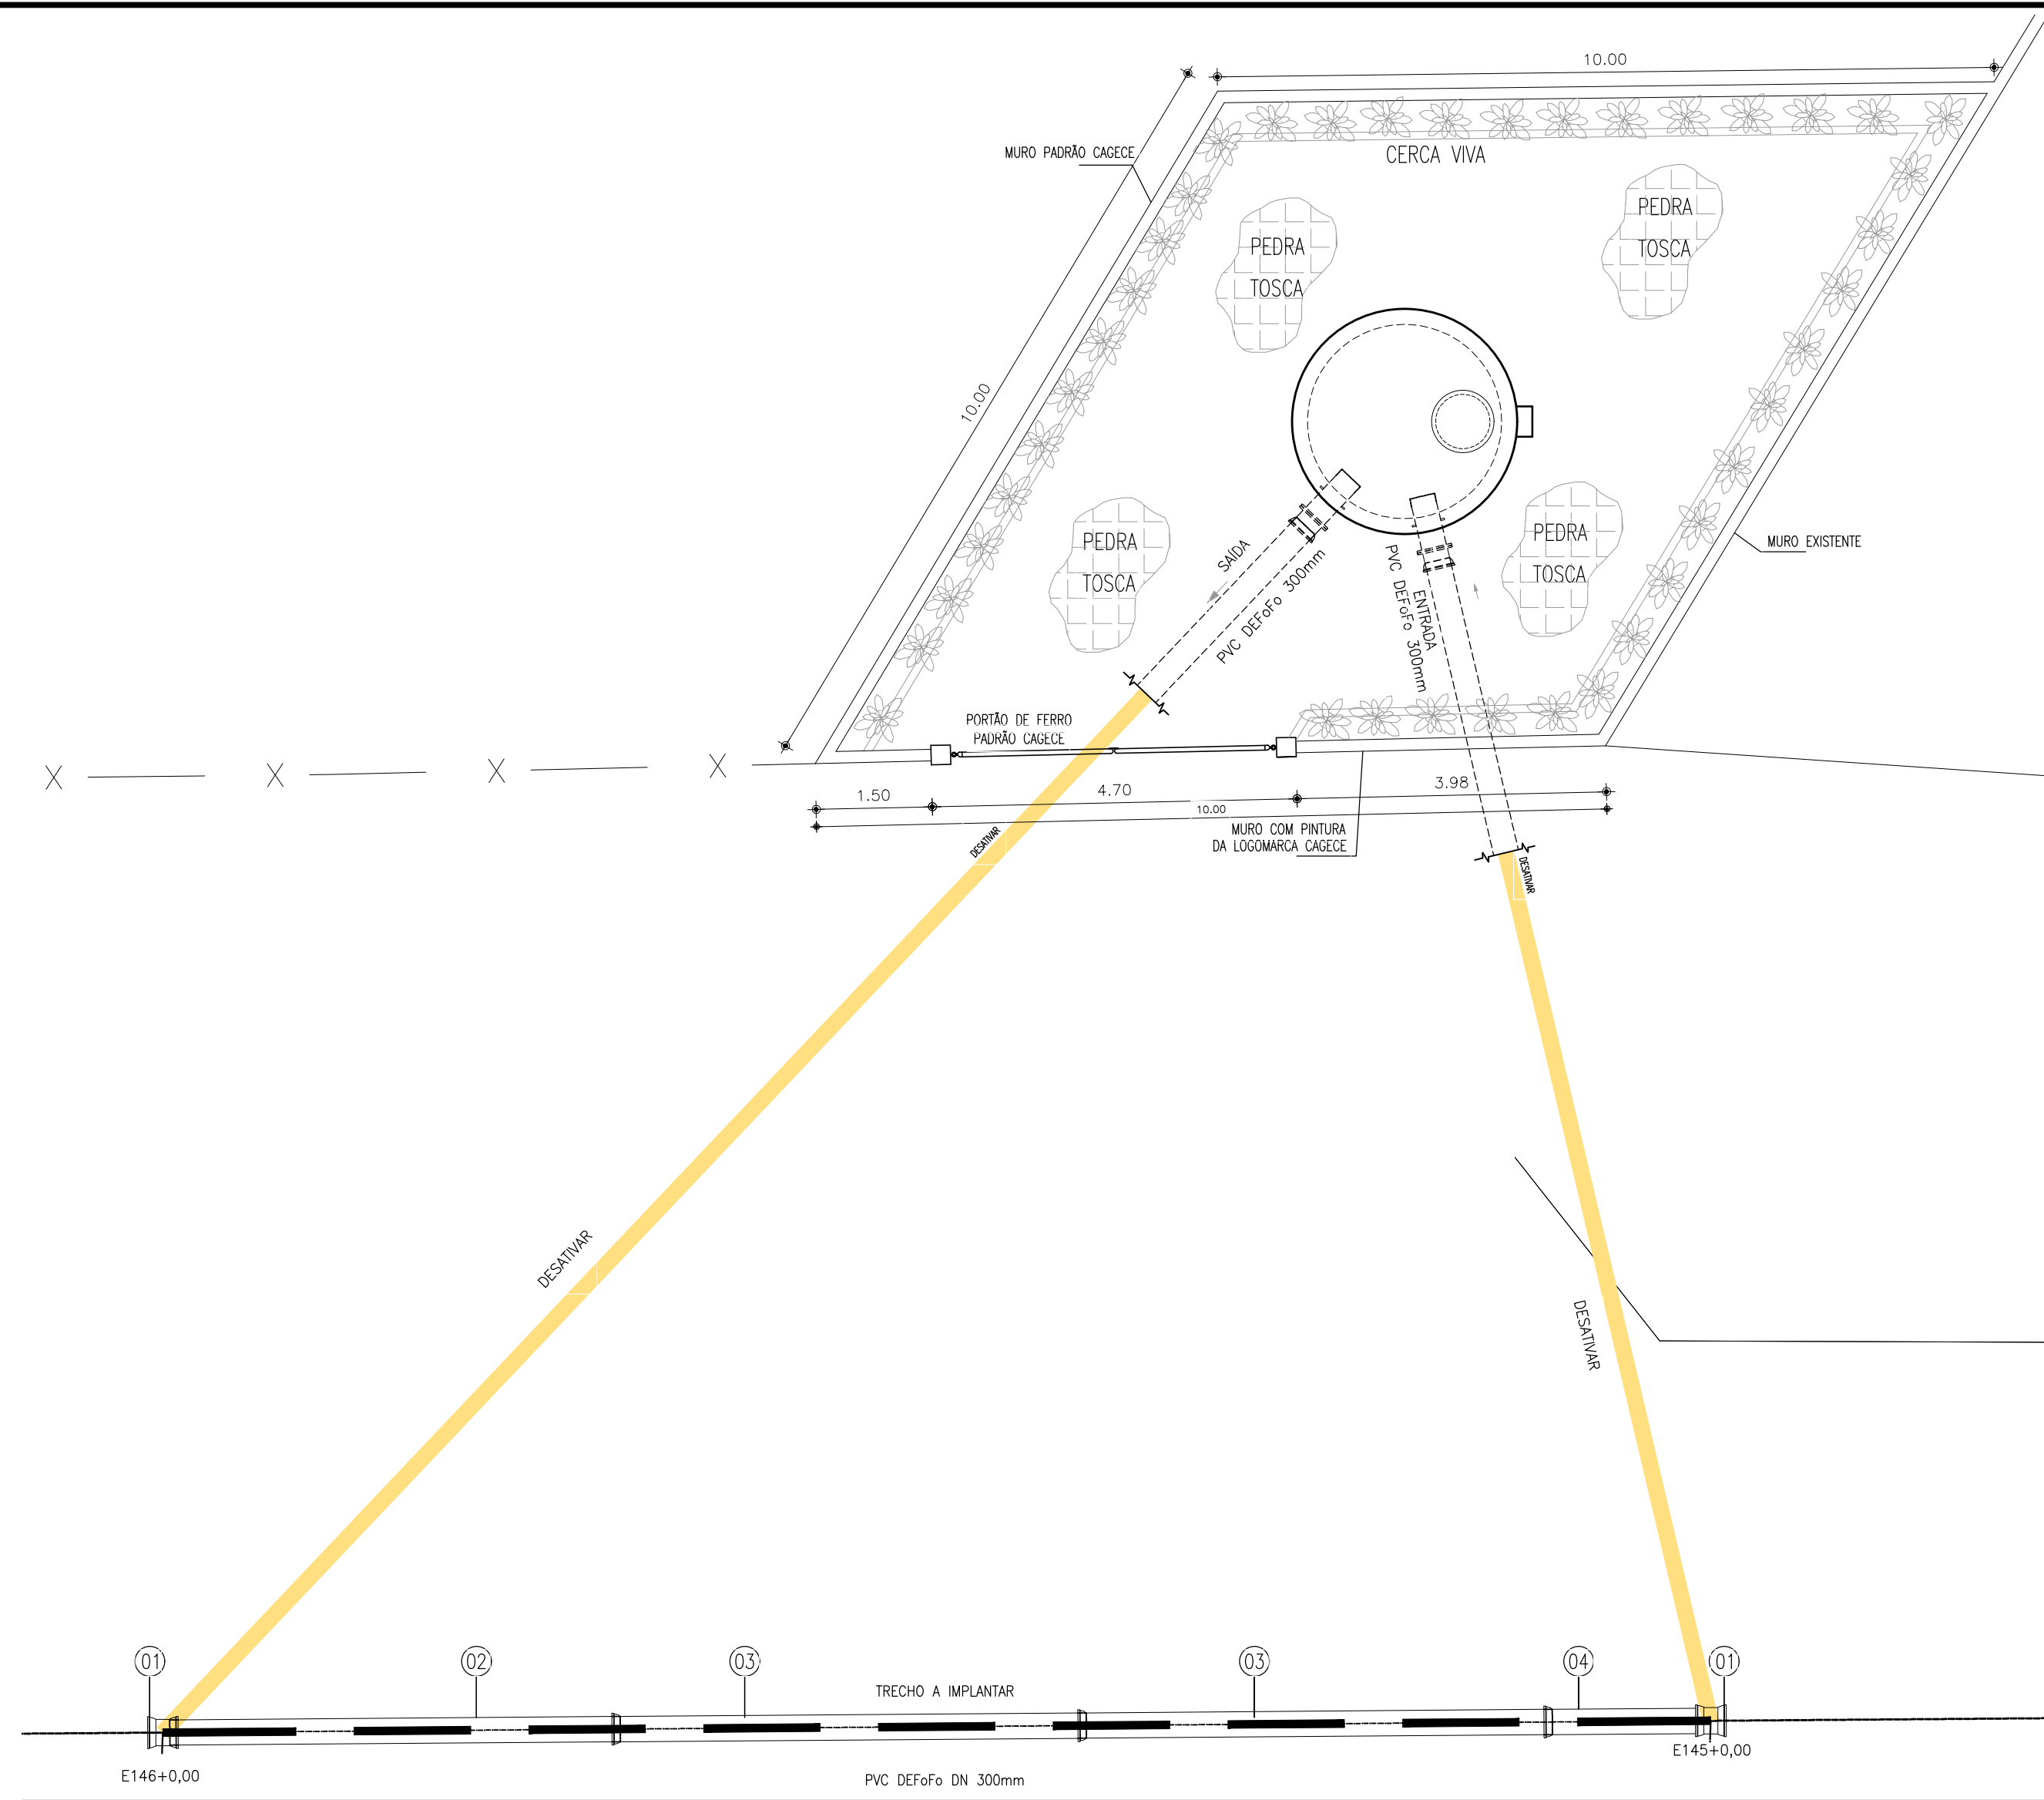 10.00
MURO PADRÃO CAGECE
CERCA VIVA
PEDRA
TOSCA
PEDRA
TOSCA
10.00
PEDRA
TOSCA
PEDRA
TOSCA
MURO EXISTENTE
SAÍDA
PVC DEFoFo 300mm
ENTRADA
PVC DEFoFo 300mm
PORTÃO DE FERRO
PADRÃO CAGECE
X
X
X
X
1.50
4.70
3.98
10.00
MURO COM PINTURA
DA LOGOMARCA CAGECE
DESATIVAR
DESATIVAR
DESATIVAR
DESATIVAR
01
02
03
03
04
01
TRECHO A IMPLANTAR
E146+0,00
E145+0,00
PVC DEFoFo DN 300mm